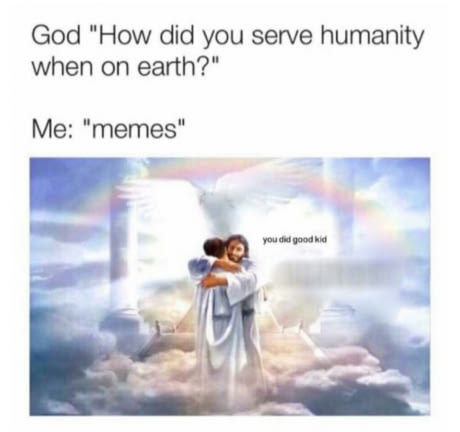 God "How did you serve humanity
when on earth?"
Me: "memes"
you did good kid